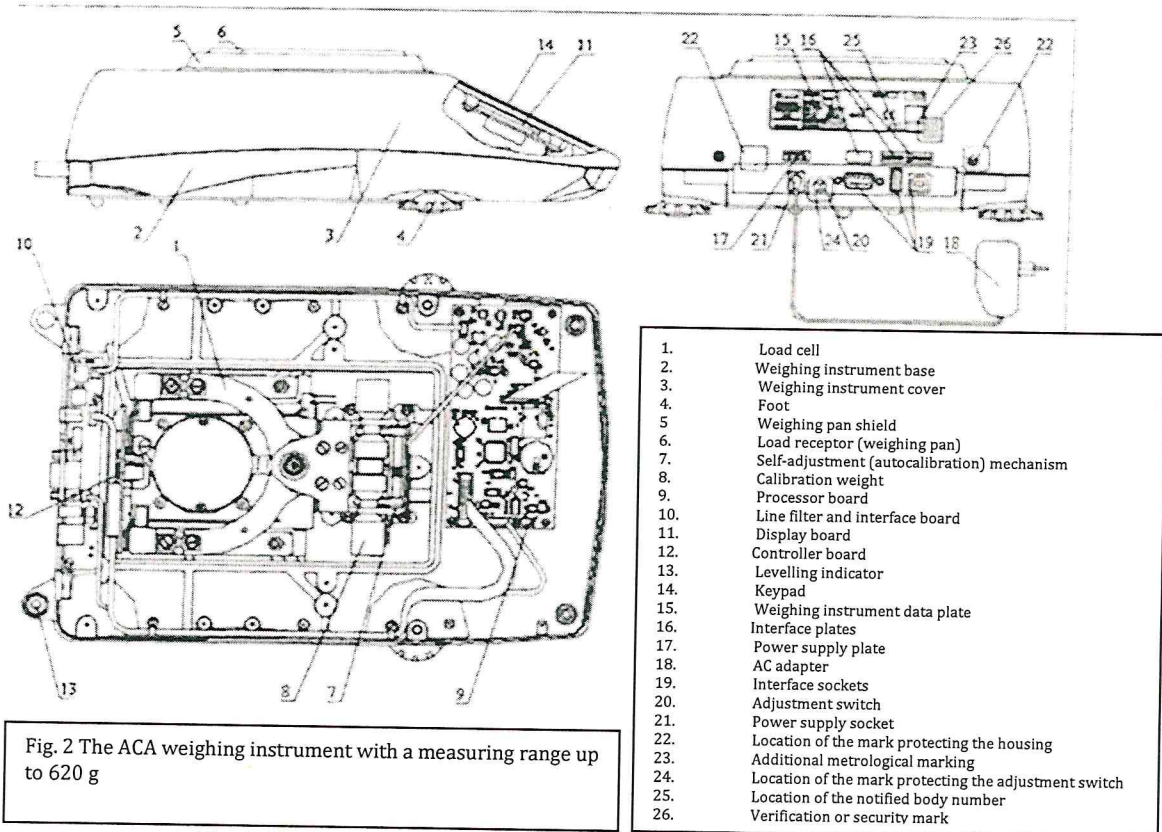 5 6 14 11
2 3 4
22 15 16 25 23 26 22
17 21 24 20 19 18
10 1
12
13 8 7 9
1. Load cell
2. Weighing instrument base
3. Weighing instrument cover
4. Foot
5 Weighing pan shield
6. Load receptor (weighing pan)
7. Self-adjustment (autocalibration) mechanism
8. Calibration weight
9. Processor board
10. Line filter and interface board
11. Display board
12. Controller board
13. Levelling indicator
14. Keypad
15. Weighing instrument data plate
16. Interface plates
17. Power supply plate
18. AC adapter
19. Interface sockets
20. Adjustment switch
21. Power supply socket
22. Location of the mark protecting the housing
23. Additional metrological marking
24. Location of the mark protecting the adjustment switch
25. Location of the notified body number
26. Verification or security mark
Fig. 2 The ACA weighing instrument with a measuring range up
to 620 g